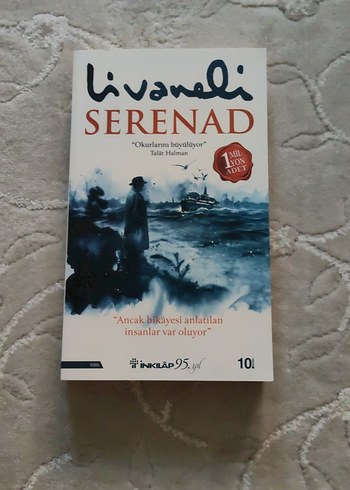 Livaneli
SERENAD
"Okurlarını büyülüyor"
Talât Halman
1 MİL
YON
ADET
"Ancak hikâyesi anlatılan
insanlar var oluyor"
İNKILÂP 95.yıl
10.